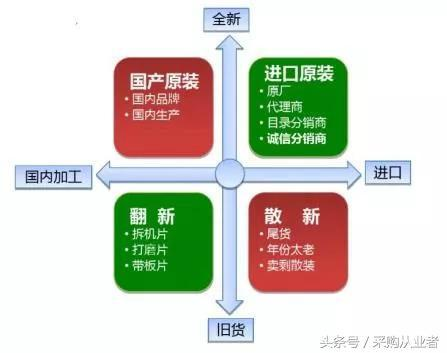 全新
国产原装
• 国内品牌
• 国内生产
进口原装
• 原厂
• 代理商
• 目录分销商
• 诚信分销商
国内加工
进口
翻 新
• 拆机片
• 打磨片
• 带板片
散 新
• 尾货
• 年份太老
• 卖剩散装
旧货
头条号／采购从业者